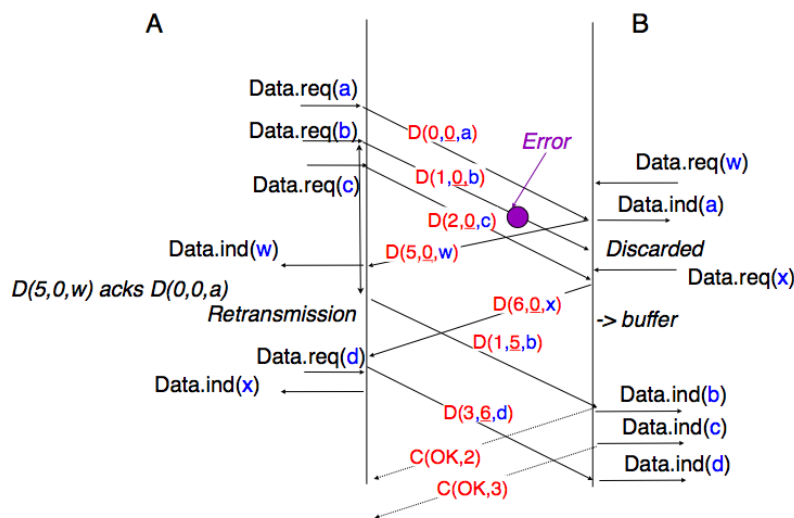 A
B
Data.req(a)
Data.req(b)
D(0,0,a)
Error
Data.req(w)
Data.req(c)
D(1,0,b)
Data.ind(a)
D(2,0,c)
Data.ind(w)
D(5,0,w)
Discarded
Data.req(x)
D(5,0,w) acks D(0,0,a)
D(6,0,x)
Retransmission
-> buffer
D(1,5,b)
Data.req(d)
Data.ind(x)
Data.ind(b)
D(3,6,d)
Data.ind(c)
C(OK,2)
Data.ind(d)
C(OK,3)